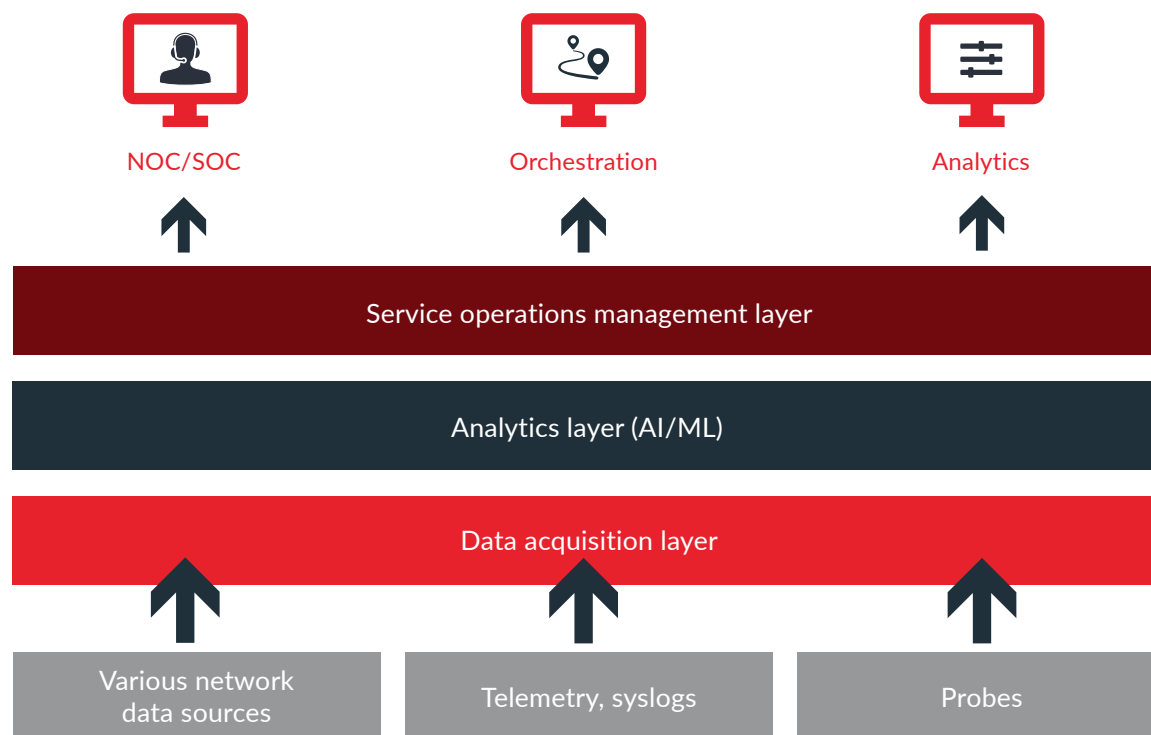 NOC/SOC
Orchestration
Analytics
Service operations management layer
Analytics layer (AI/ML)
Data acquisition layer
Various network
data sources
Telemetry, syslogs
Probes